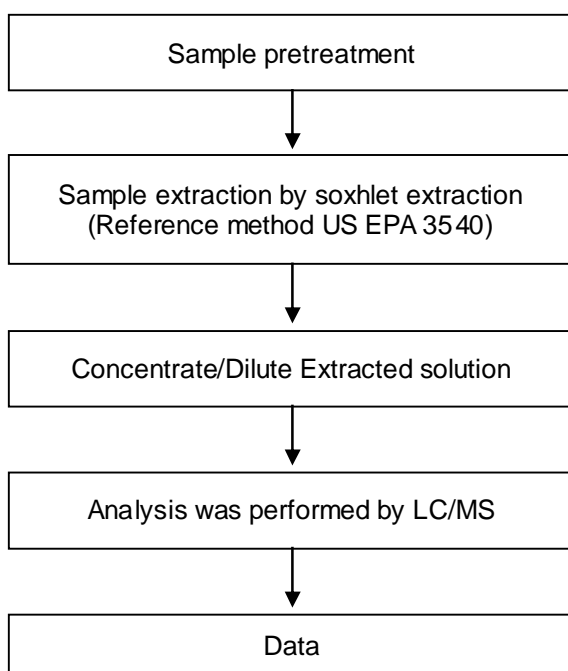 Sample pretreatment
Sample extraction by soxhlet extraction
(Reference method US EPA 3540)
Concentrate/Dilute Extracted solution
Analysis was performed by LC/MS
Data